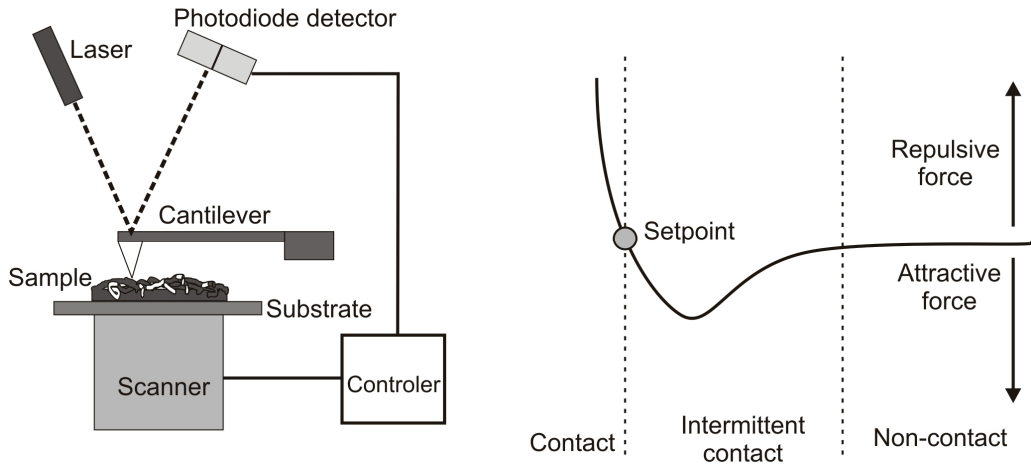 Photodiode detector
Laser
Cantilever
Sample
Substrate
Scanner
Controler
Repulsive
force
Setpoint
Attractive
force
Contact
Intermittent
contact
Non-contact